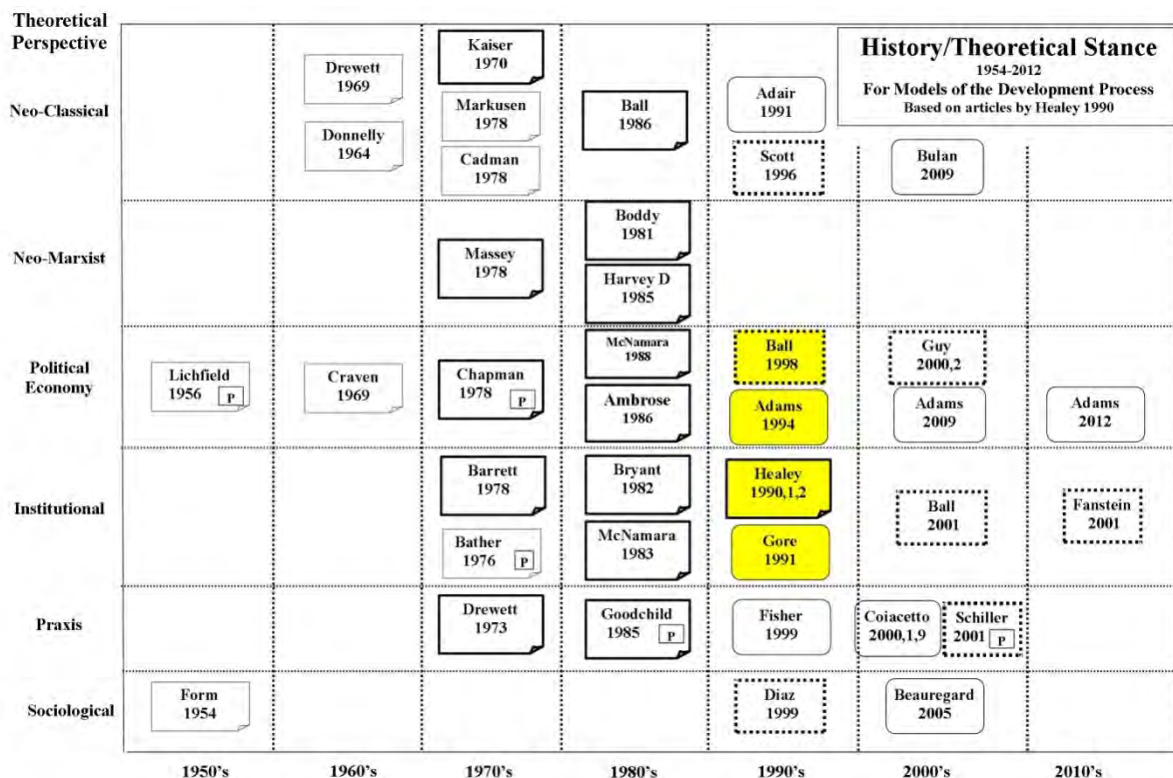 Theoretical
Perspective
History/Theoretical Stance
1954-2012
For Models of the Development Process
Based on articles by Healey 1990
Neo-Classical
Drewett
1969
Donnelly
1964
Kaiser
1970
Markusen
1978
Cadman
1978
Ball
1986
Adair
1991
Scott
1996
Bulan
2009
Neo-Marxist
Massey
1978
Boddy
1981
Harvey D
1985
Political
Economy
Lichfield
1956 P
Craven
1969
Chapman
1978 P
McNamara
1988
Ambrose
1986
Ball
1998
Adams
1994
Guy
2000,2
Adams
2009
Adams
2012
Institutional
Barrett
1978
Bather
1976 P
Bryant
1982
McNamara
1983
Healey
1990,1,2
Gore
1991
Ball
2001
Fanstein
2001
Praxis
Drewett
1973
Goodchild
1985 P
Fisher
1999
Coiacetto
2000,1,9
Schiller
2001 P
Sociological
Form
1954
Diaz
1999
Beauregard
2005
1950's 1960's 1970's 1980's 1990's 2000's 2010's